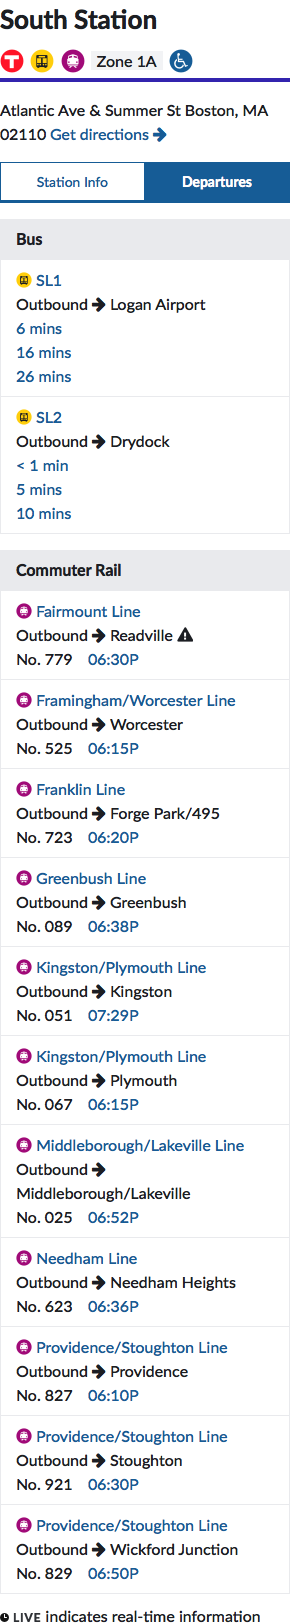 South Station
T Zone 1A
Atlantic Ave & Summer St Boston, MA
02110 Get directions
Station Info Departures
Bus
SL1
Outbound Logan Airport
6 mins
16 mins
26 mins
SL2
Outbound Drydock
< 1 min
5 mins
10 mins
Commuter Rail
Fairmount Line
Outbound Readville
No. 779 06:30P
Framingham/Worcester Line
Outbound Worcester
No. 525 06:15P
Franklin Line
Outbound Forge Park/495
No. 723 06:20P
Greenbush Line
Outbound Greenbush
No. 089 06:38P
Kingston/Plymouth Line
Outbound Kingston
No. 051 07:29P
Kingston/Plymouth Line
Outbound Plymouth
No. 067 06:15P
Middleborough/Lakeville Line
Outbound
Middleborough/Lakeville
No. 025 06:52P
Needham Line
Outbound Needham Heights
No. 623 06:36P
Providence/Stoughton Line
Outbound Providence
No. 827 06:10P
Providence/Stoughton Line
Outbound Stoughton
No. 921 06:30P
Providence/Stoughton Line
Outbound Wickford Junction
No. 829 06:50P
LIVE indicates real-time information